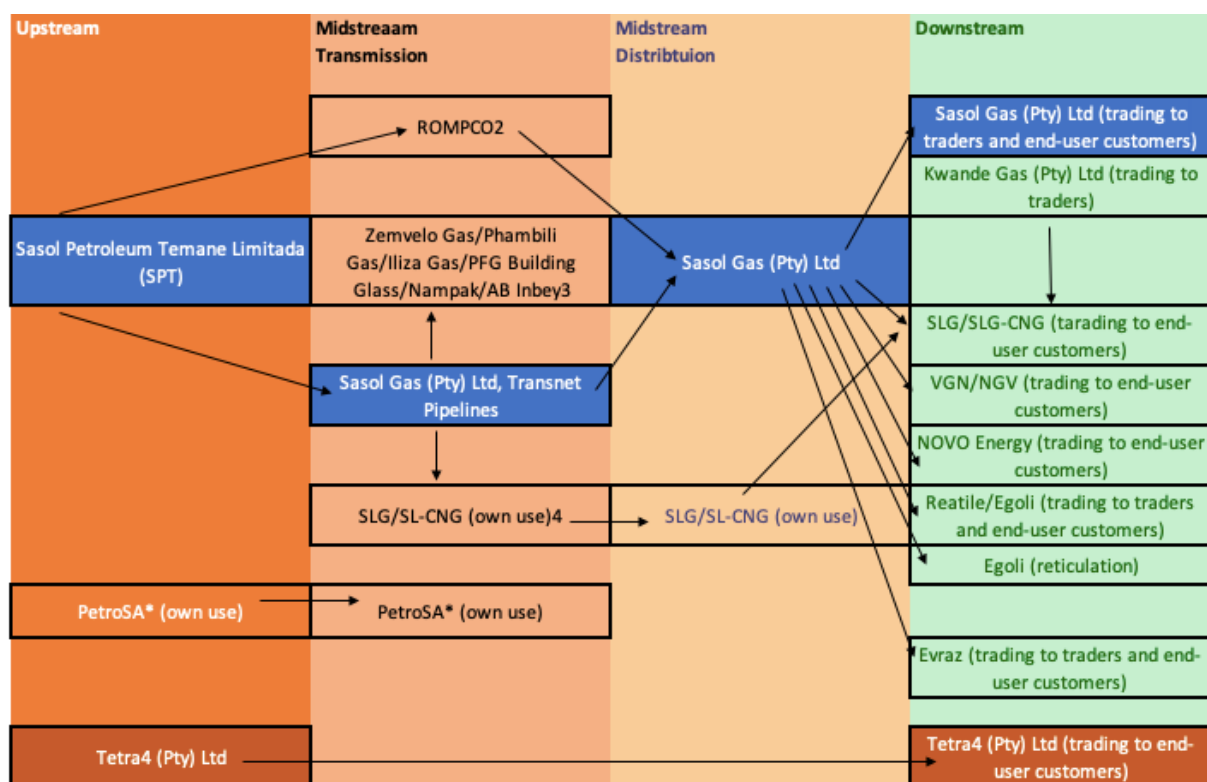 Upstream
Midstreaam
Transmission
Midstream
Distribtuion
Downstream
ROMPCO2
Sasol Gas (Pty) Ltd (trading to
traders and end-user customers)
Kwande Gas (Pty) Ltd (trading to
traders)
Sasol Petroleum Temane Limitada
(SPT)
Zemvelo Gas/Phambili
Gas/Iliza Gas/PFG Building
Glass/Nampak/AB Inbey3
Sasol Gas (Pty) Ltd
SLG/SLG-CNG (tarading to end-
user customers)
Sasol Gas (Pty) Ltd, Transnet
Pipelines
VGN/NGV (trading to end-user
customers)
NOVO Energy (trading to end-user
customers)
SLG/SL-CNG (own use)4
SLG/SL-CNG (own use)
Reatile/Egoli (trading to traders
and end-user customers)
Egoli (reticulation)
PetroSA* (own use)
PetroSA* (own use)
Evraz (trading to traders and end-
user customers)
Tetra4 (Pty) Ltd
Tetra4 (Pty) Ltd (trading to end-
user customers)